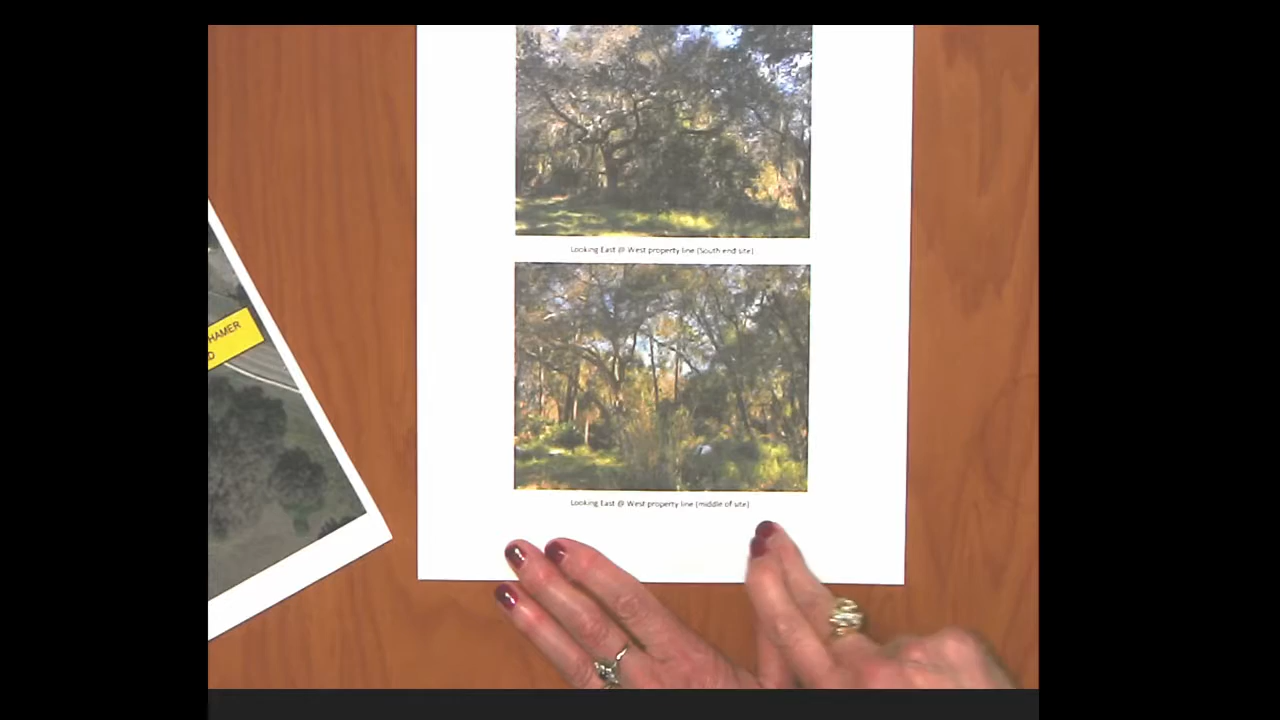 Looking East @ West property line (South end site)
HAMER
D
Looking East @ West property line (middle of site)